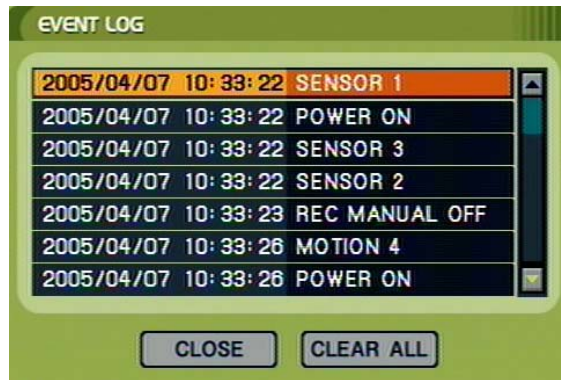 EVENT LOG
2005/04/07 10:33:22 SENSOR 1
2005/04/07 10:33:22 POWER ON
2005/04/07 10:33:22 SENSOR 3
2005/04/07 10:33:22 SENSOR 2
2005/04/07 10:33:23 REC MANUAL OFF
2005/04/07 10:33:26 MOTION 4
2005/04/07 10:33:26 POWER ON
CLOSE CLEAR ALL